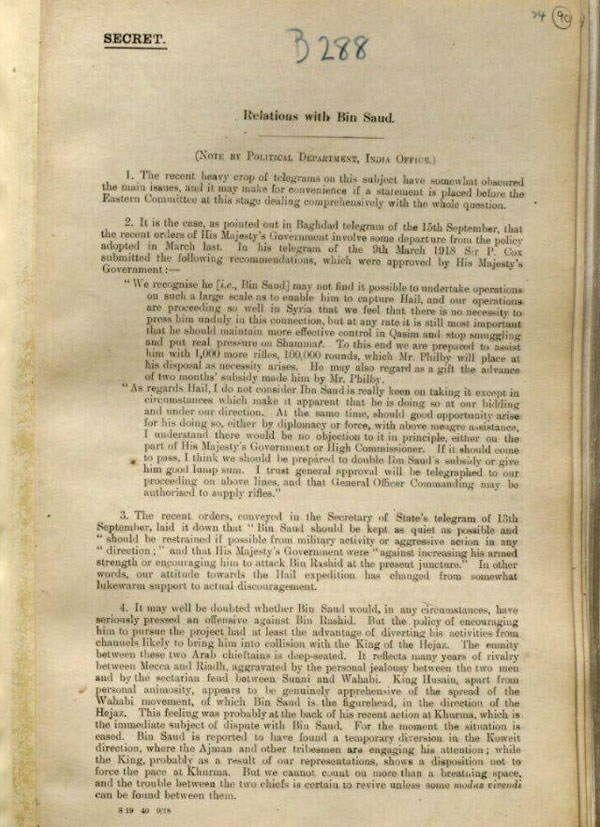 24 90
SECRET.
B 288
Relations with Bin Saud.
(NOTE BY POLITICAL DEPARTMENT, INDIA OFFICE.)
1. The recent heavy crop of telegrams on this subject have somewhat obscured
the main issues, and it may make for convenience if a statement is placed before the
Eastern Committee at this stage dealing comprehensively with the whole question.
2. It is the case, as pointed out in Baghdad telegram of the 15th September, that
the recent orders of His Majesty's Government involve some departure from the policy
adopted in March last. In his telegram of the 9th March 1918 Sir P. Cox
submitted the following recommendations, which were approved by His Majesty's
Government:—
"We recognise he [i.e., Bin Saud] may not find it possible to undertake operations
on such a large scale as to enable him to capture Hail, and our operations
are proceeding so well in Syria that we feel that there is no necessity to
press him unduly in this connection, but at any rate it is still most important
that he should maintain more effective control in Qasim and stop smuggling
and put real pressure on Shammar. To this end we are prepared to assist
him with 1,000 more rifles, 100,000 rounds, which Mr. Philby will place at
his disposal as necessity arises. He may also regard as a gift the advance
of two months' subsidy made him by Mr. Philby.
"As regards Hail, I do not consider Ibn Saud is really keen on taking it except in
circumstances which make it apparent that he is doing so at our bidding
and under our direction. At the same time, should good opportunity arise
for his doing so, either by diplomacy or force, with above meagre assistance,
I understand there would be no objection to it in principle, either on the
part of His Majesty's Government or High Commissioner. If it should come
to pass, I think we should be prepared to double Ibn Saud's subsidy or give
him good lump sum. I trust general approval will be telegraphed to our
proceeding on above lines, and that General Officer Commanding may be
authorised to supply rifles."
3. The recent orders, conveyed in the Secretary of State's telegram of 13th
September, laid it down that "Bin Saud should be kept as quiet as possible and
"should be restrained if possible from military activity or aggressive action in any
"direction;" and that His Majesty's Government were "against increasing his armed
strength or encouraging him to attack Bin Rashid at the present juncture." In other
words, our attitude towards the Hail expedition has changed from somewhat
lukewarm support to actual discouragement.
4. It may well be doubted whether Bin Saud would, in any circumstances, have
seriously pressed an offensive against Bin Rashid. But the policy of encouraging
him to pursue the project had at least the advantage of diverting his activities from
channels likely to bring him into collision with the King of the Hejaz. The enmity
between these two Arab chieftains is deep-seated. It reflects many years of rivalry
between Mecca and Riadh, aggravated by the personal jealousy between the two men
and by the sectarian feud between Sunni and Wahabi. King Husain, apart from
personal animosity, appears to be genuinely apprehensive of the spread of the
Wahabi movement, of which Bin Saud is the figurehead, in the direction of the
Hejaz. This feeling was probably at the back of his recent action at Khurma, which is
the immediate subject of dispute with Bin Saud. For the moment the situation is
eased. Bin Saud is reported to have found a temporary diversion in the Koweit
direction, where the Ajman and other tribesmen are engaging his attention; while
the King, probably as a result of our representations, shows a disposition not to
force the pace at Khurma. But we cannot count on more than a breathing space,
and the trouble between the two chiefs is certain to revive unless some modus vivendi
can be found between them.
S 19 40 9/18